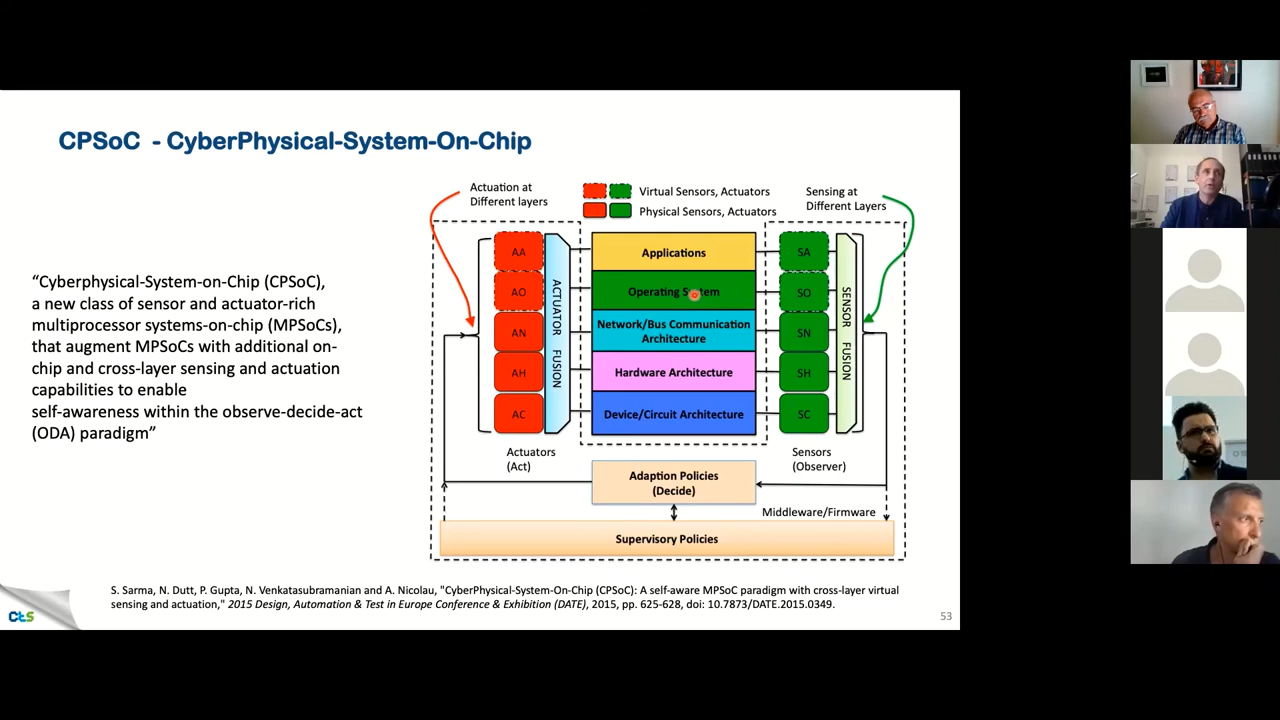 CPSoC - CyberPhysical-System-On-Chip
Actuation at
Different layers
Virtual Sensors, Actuators
Physical Sensors, Actuators
Sensing at
Different Layers
“Cyberphysical-System-on-Chip (CPSoC),
a new class of sensor and actuator-rich
multiprocessor systems-on-chip (MPSoCs),
that augment MPSoCs with additional on-
chip and cross-layer sensing and actuation
capabilities to enable
self-awareness within the observe-decide-act
(ODA) paradigm”
AA
AO
AN
AH
AC
ACTUATOR FUSION
Applications
Operating System
Network/Bus Communication
Architecture
Hardware Architecture
Device/Circuit Architecture
SA
SO
SN
SH
SC
SENSOR FUSION
Actuators
(Act)
Sensors
(Observer)
Adaption Policies
(Decide)
Middleware/Firmware
Supervisory Policies
S. Sarma, N. Dutt, P. Gupta, N. Venkatasubramanian and A. Nicolau, "CyberPhysical-System-On-Chip (CPSoC): A self-aware MPSoC paradigm with cross-layer virtual
sensing and actuation," 2015 Design, Automation & Test in Europe Conference & Exhibition (DATE), 2015, pp. 625-628, doi: 10.7873/DATE.2015.0349.
cts
53